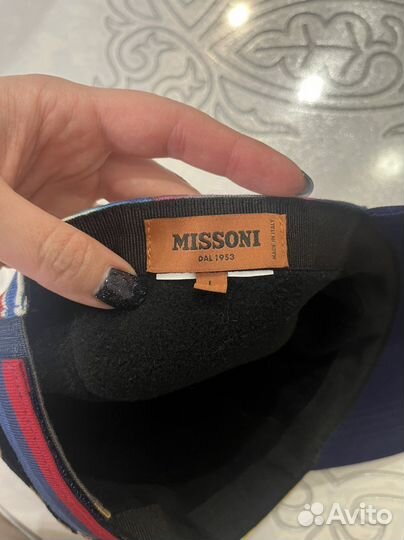 MISSONI
DAL 1953
MADE IN ITALY
L
Avito